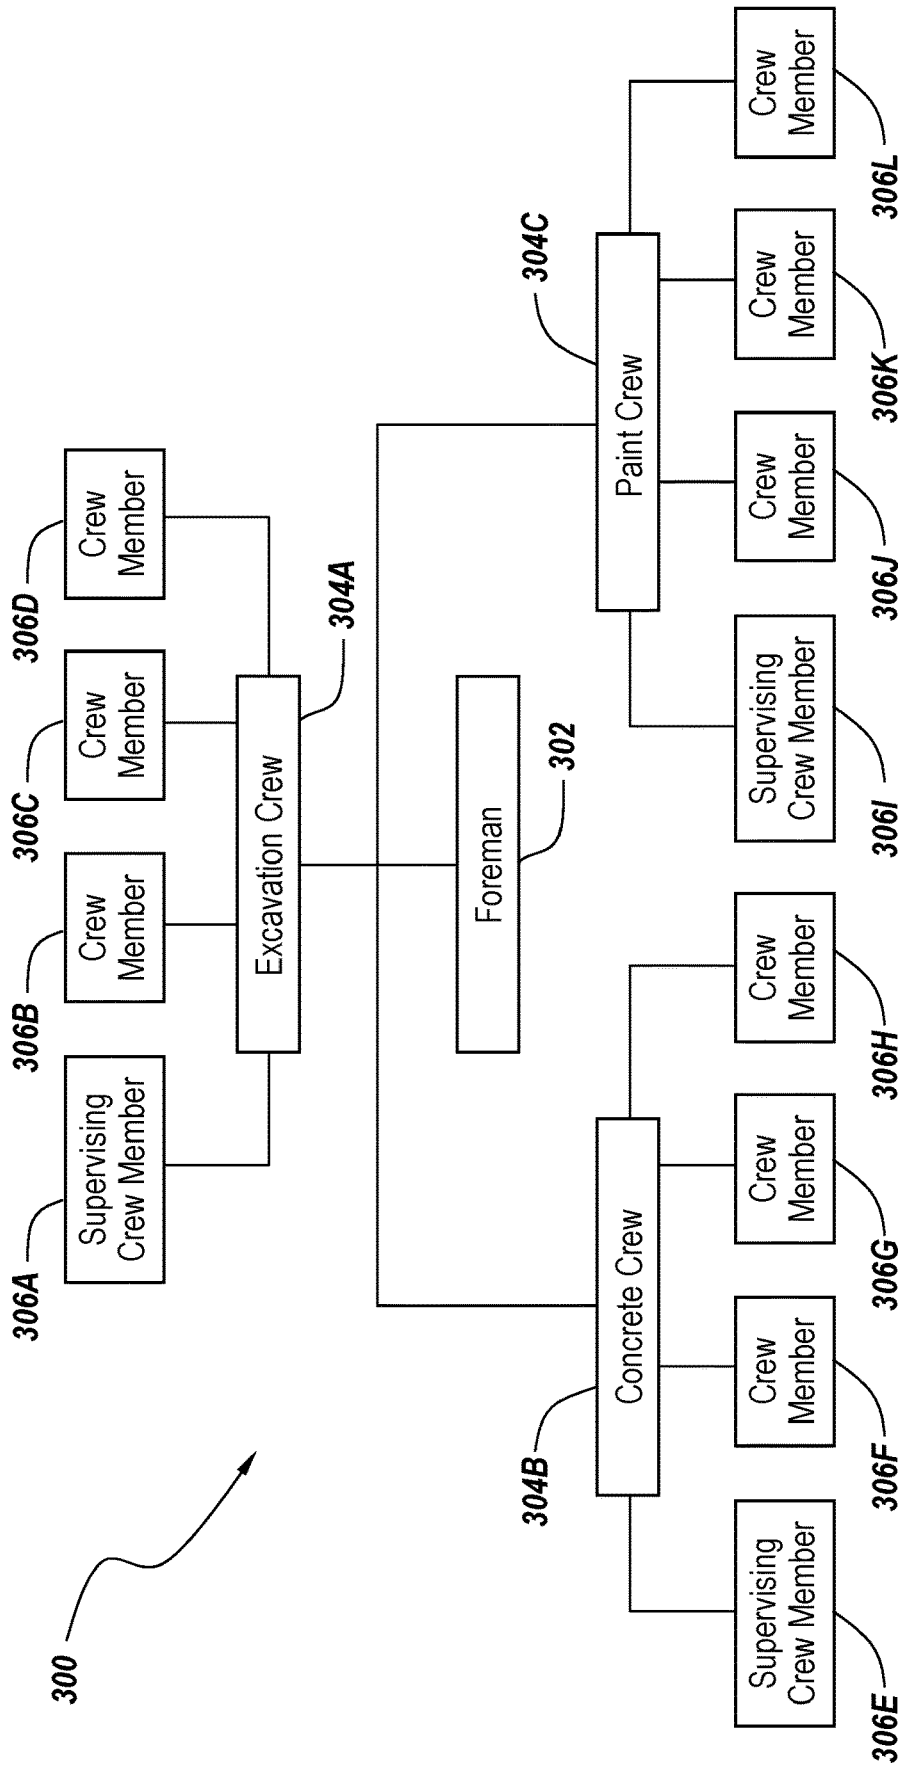 300
306A
306B
306C
306D
Supervising
Crew Member
Crew
Member
Crew
Member
Crew
Member
Excavation Crew
304A
Foreman
302
304B
304C
Concrete Crew
Paint Crew
Supervising
Crew Member
Crew
Member
Crew
Member
Crew
Member
Supervising
Crew Member
Crew
Member
Crew
Member
Crew
Member
306E
306F
306G
306H
306I
306J
306K
306L